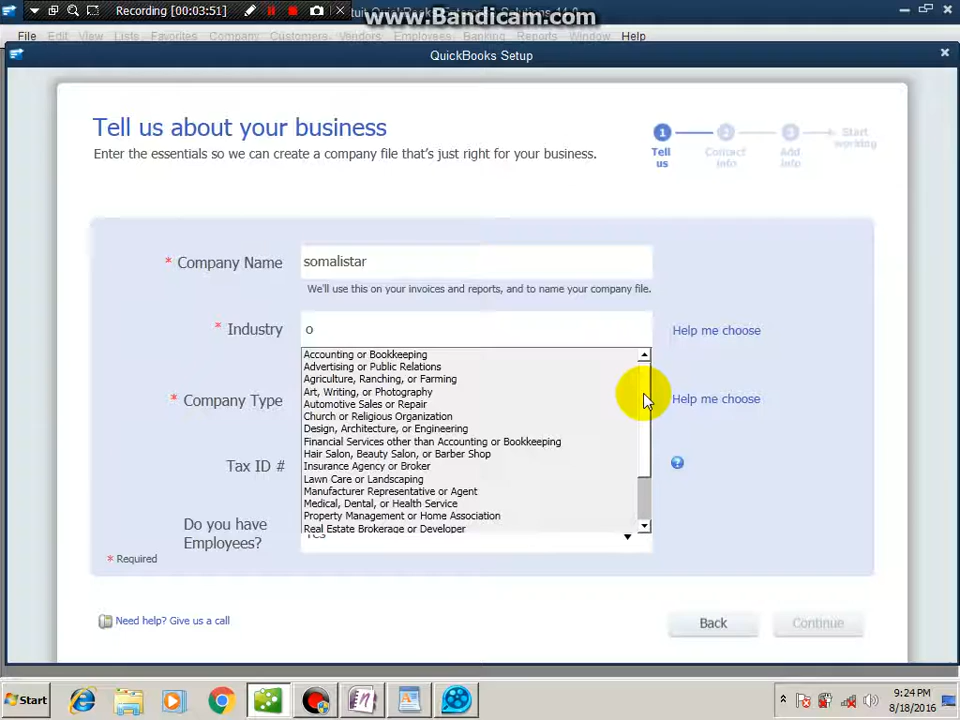 Recording [00:03:51]
www.Bandicam.com
File Edit View Lists Favorites Company Customers Vendors Employees Banking Reports Window Help
QuickBooks Setup
Tell us about your business
Enter the essentials so we can create a company file that's just right for your business.
1 2 3 Start working
Tell us
Contact info
Add info
* Company Name somalistar
We'll use this on your invoices and reports, and to name your company file.
* Industry o Help me choose
Accounting or Bookkeeping
Advertising or Public Relations
Agriculture, Ranching, or Farming
Art, Writing, or Photography
* Company Type Help me choose
Automotive Sales or Repair
Church or Religious Organization
Design, Architecture, or Engineering
Financial Services other than Accounting or Bookkeeping
Hair Salon, Beauty Salon, or Barber Shop
Tax ID # ?
Insurance Agency or Broker
Lawn Care or Landscaping
Manufacturer Representative or Agent
Medical, Dental, or Health Service
Property Management or Home Association
Real Estate Brokerage or Developer
Do you have
Employees? Yes
* Required
Need help? Give us a call
Back Continue
Start
9:24 PM
8/18/2016